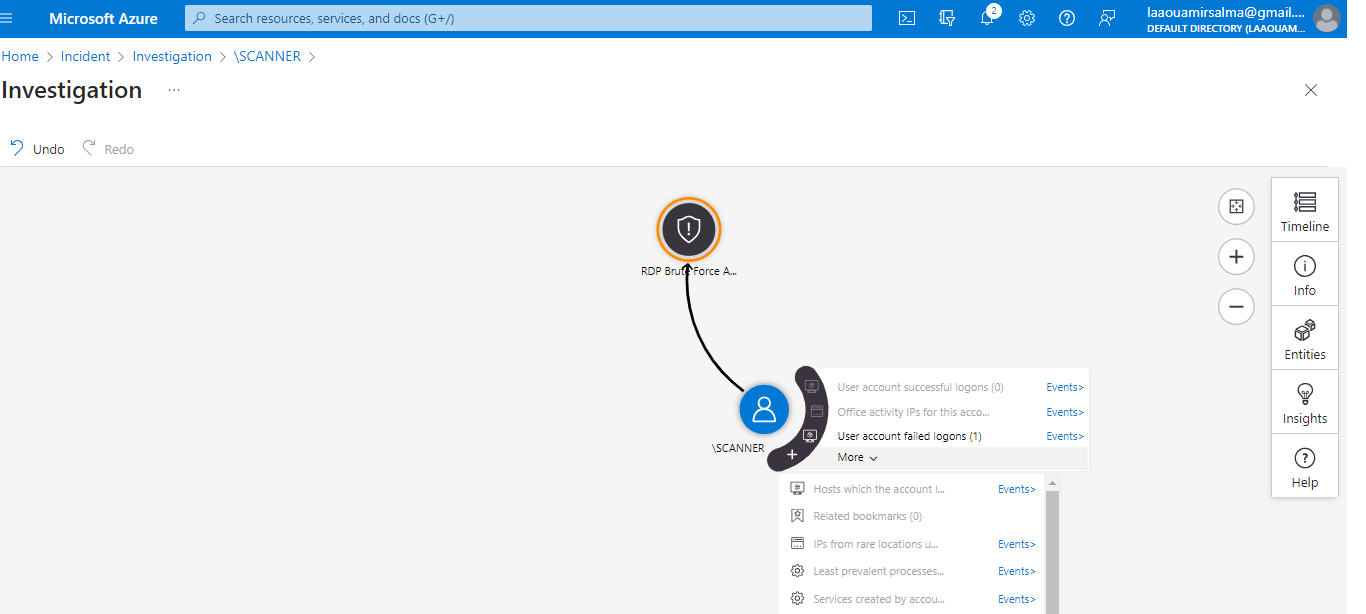 Microsoft Azure
Search resources, services, and docs (G+/)
2
laaouamirsalma@gmail....
DEFAULT DIRECTORY (LAAOUAM...
Home > Incident > Investigation > \SCANNER >
Investigation ...
Undo Redo
Timeline
Info
Entities
Insights
Help
RDP Brute Force A...
\SCANNER
User account successful logons (0) Events>
Office activity IPs for this acco... Events>
User account failed logons (1) Events>
More
Hosts which the account l... Events>
Related bookmarks (0)
IPs from rare locations u... Events>
Least prevalent processes... Events>
Services created by accou... Events>